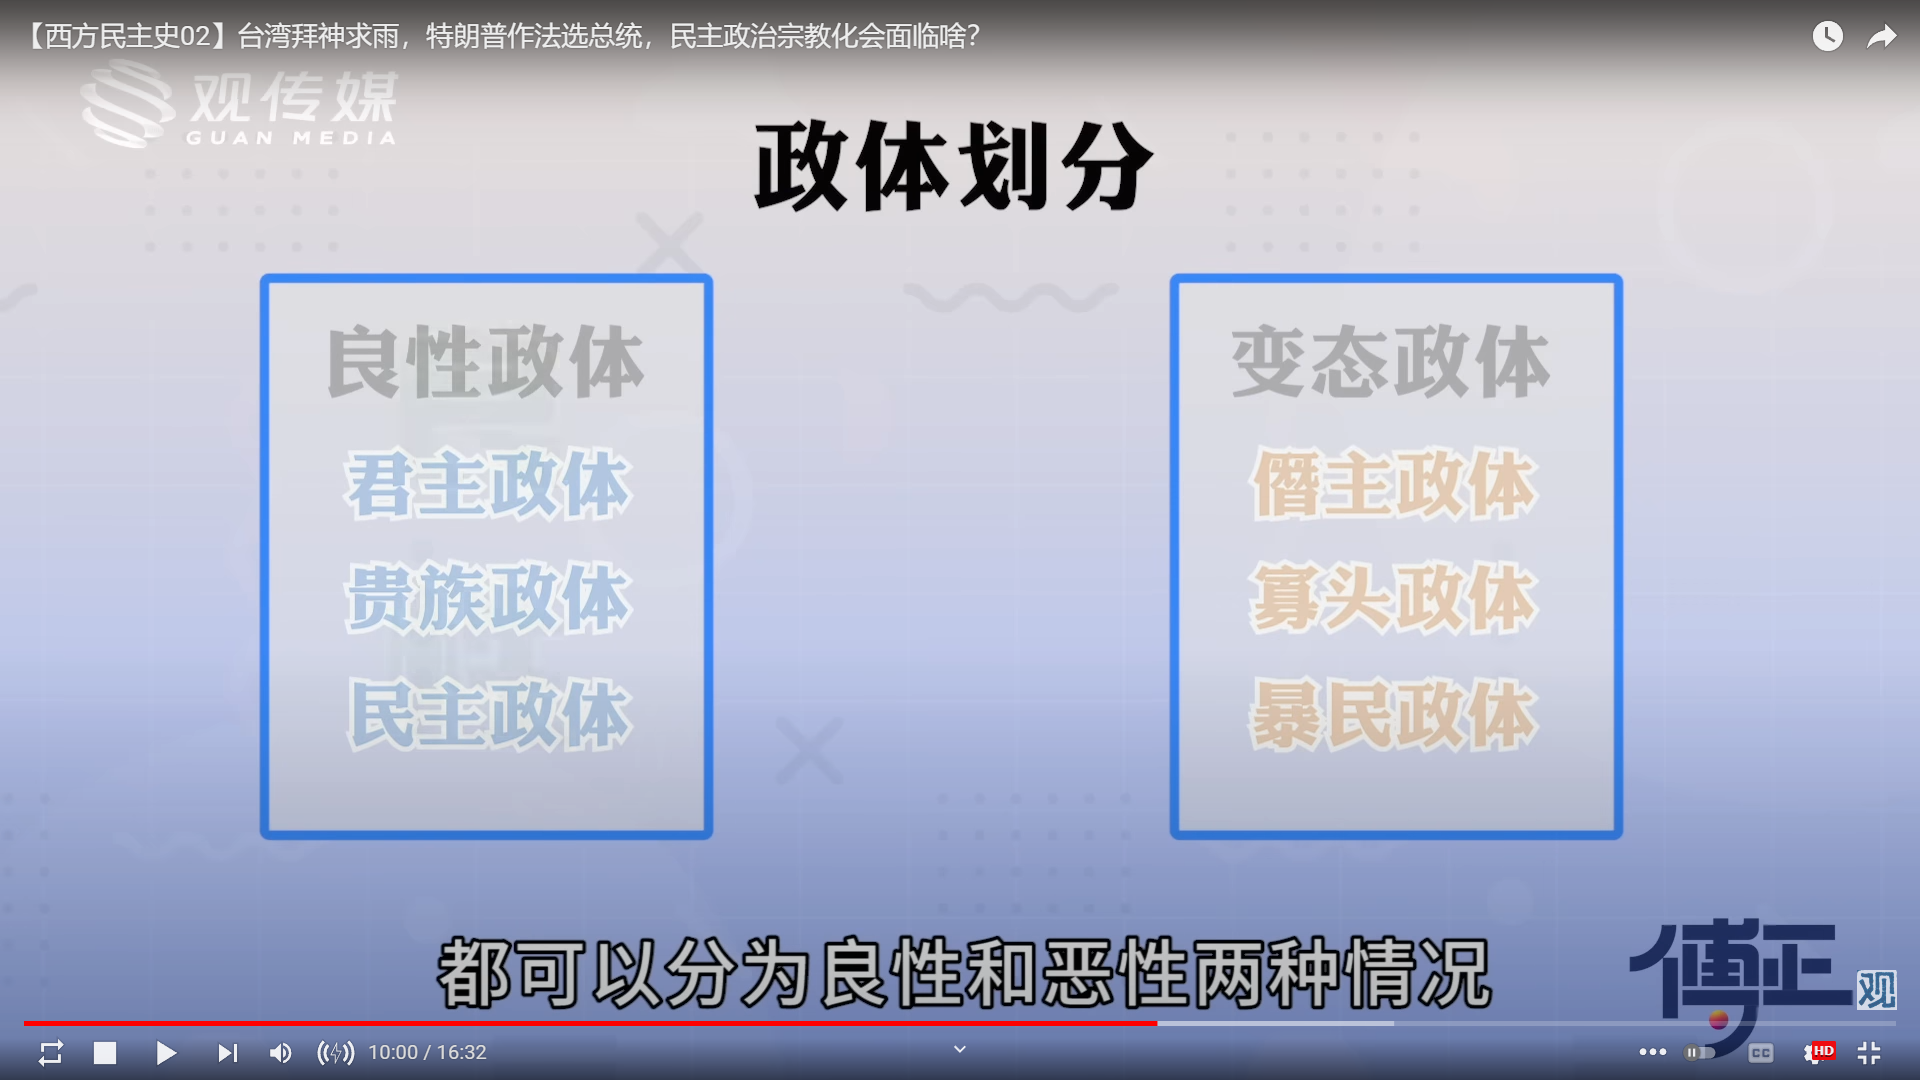 【西方民主史02】台湾拜神求雨，特朗普作法选总统，民主政治宗教化会面临啥？
观传媒
GUAN MEDIA
政体划分
良性政体
君主政体
贵族政体
民主政体
变态政体
僭主政体
寡头政体
暴民政体
都可以分为良性和恶性两种情况
傅正
观
10:00 / 16:32
CC
HD